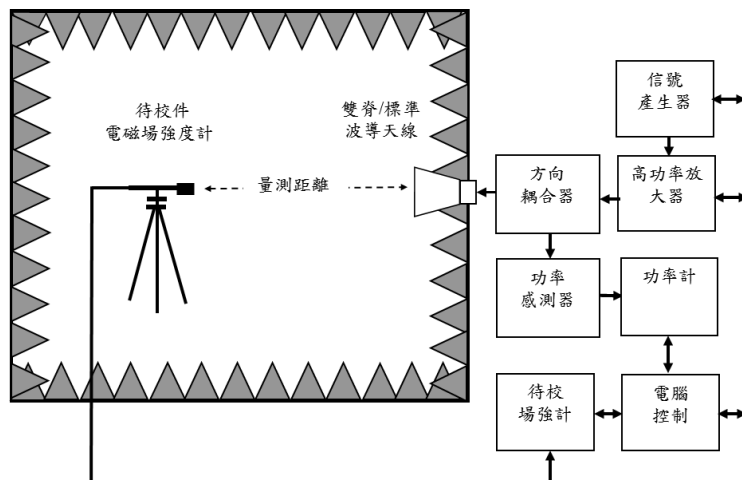 待校件
電磁場強度計
雙脊/標準
波導天線
量測距離
信號
產生器
方向
耦合器
高功率放
大器
功率
感測器
功率計
待校
場強計
電腦
控制